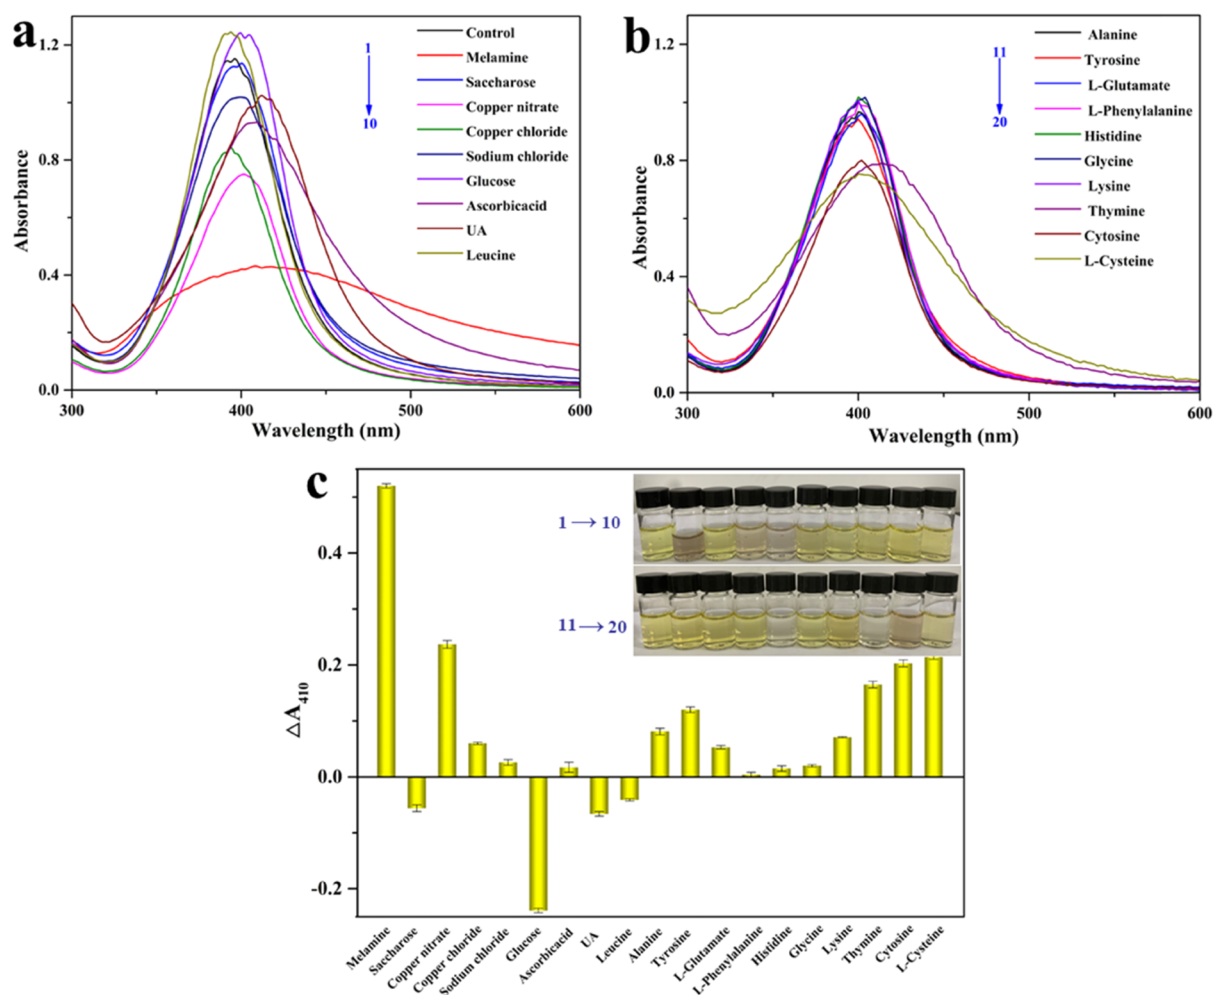 a
Absorbance
1.2
0.8
0.4
0.0
300
400
500
600
Wavelength (nm)
1
10
Control
Melamine
Saccharose
Copper nitrate
Copper chloride
Sodium chloride
Glucose
Ascorbicacid
UA
Leucine
b
Absorbance
1.2
0.8
0.4
0.0
300
400
500
600
Wavelength (nm)
11
20
Alanine
Tyrosine
L-Glutamate
L-Phenylalanine
Histidine
Glycine
Lysine
Thymine
Cytosine
L-Cysteine
c
△A410
0.4
0.2
0.0
-0.2
1→10
11→20
Melamine
Saccharose
Copper nitrate
Copper chloride
Sodium chloride
Glucose
Ascorbicacid
UA
Leucine
Alanine
Tyrosine
L-Glutamate
L-Phenylalanine
Histidine
Glycine
Lysine
Thymine
Cytosine
L-Cysteine